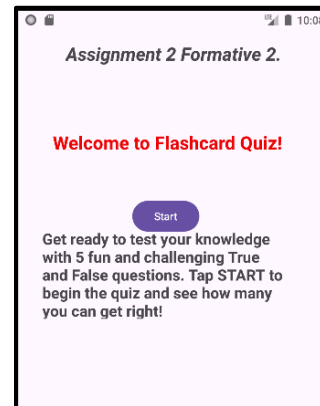 LTE 10:08
Assignment 2 Formative 2.
Welcome to Flashcard Quiz!
Start
Get ready to test your knowledge
with 5 fun and challenging True
and False questions. Tap START to
begin the quiz and see how many
you can get right!